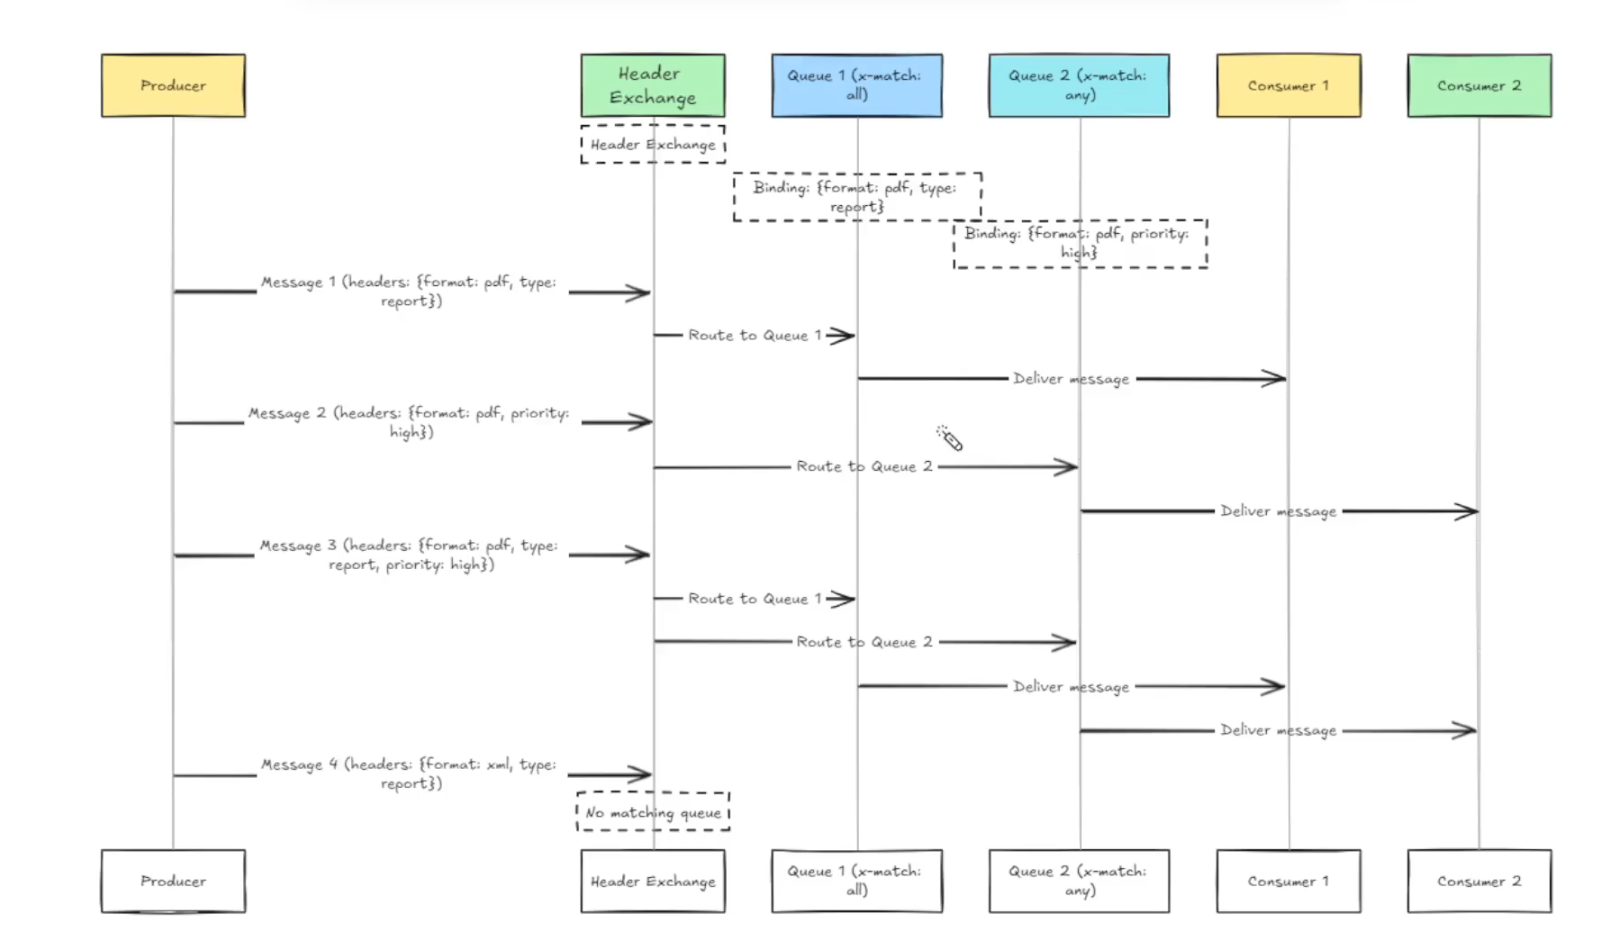 Producer
Header
Exchange
Queue 1 (x-match:
all)
Queue 2 (x-match:
any)
Consumer 1
Consumer 2
Header Exchange
Binding: {format: pdf, type:
report}
Binding: {format: pdf, priority:
high}
Message 1 (headers: {format: pdf, type:
report})
Route to Queue 1
Deliver message
Message 2 (headers: {format: pdf, priority:
high})
Route to Queue 2
Deliver message
Message 3 (headers: {format: pdf, type:
report, priority: high})
Route to Queue 1
Route to Queue 2
Deliver message
Deliver message
Message 4 (headers: {format: xml, type:
report})
No matching queue
Producer
Header Exchange
Queue 1 (x-match:
all)
Queue 2 (x-match:
any)
Consumer 1
Consumer 2